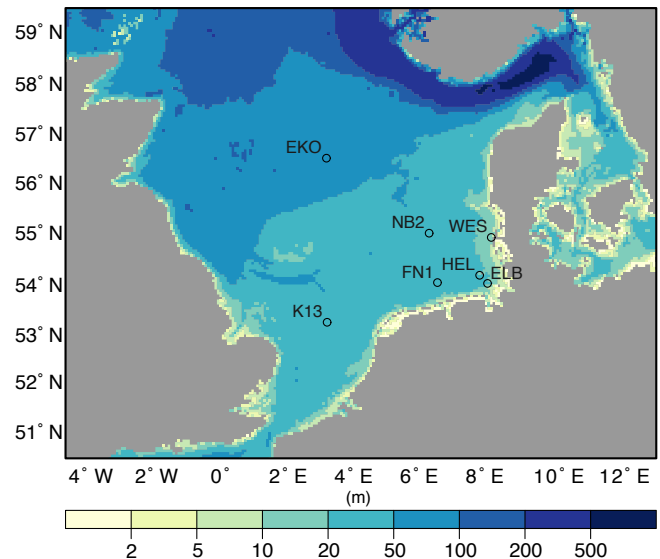 59° N
58° N
57° N
EKO
56° N
NB2 WES
55° N
HEL
FN1 ELB
54° N
K13
53° N
52° N
51° N
4° W 2° W 0° 2° E 4° E 6° E 8° E 10° E 12° E
(m)
2 5 10 20 50 100 200 500